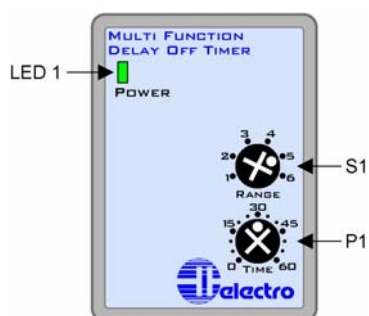 MULTI FUNCTION
DELAY OFF TIMER
LED 1
POWER
3 4
2 5
1 6
S1
RANGE
30
15 45
P1
0 TIME 60
electro